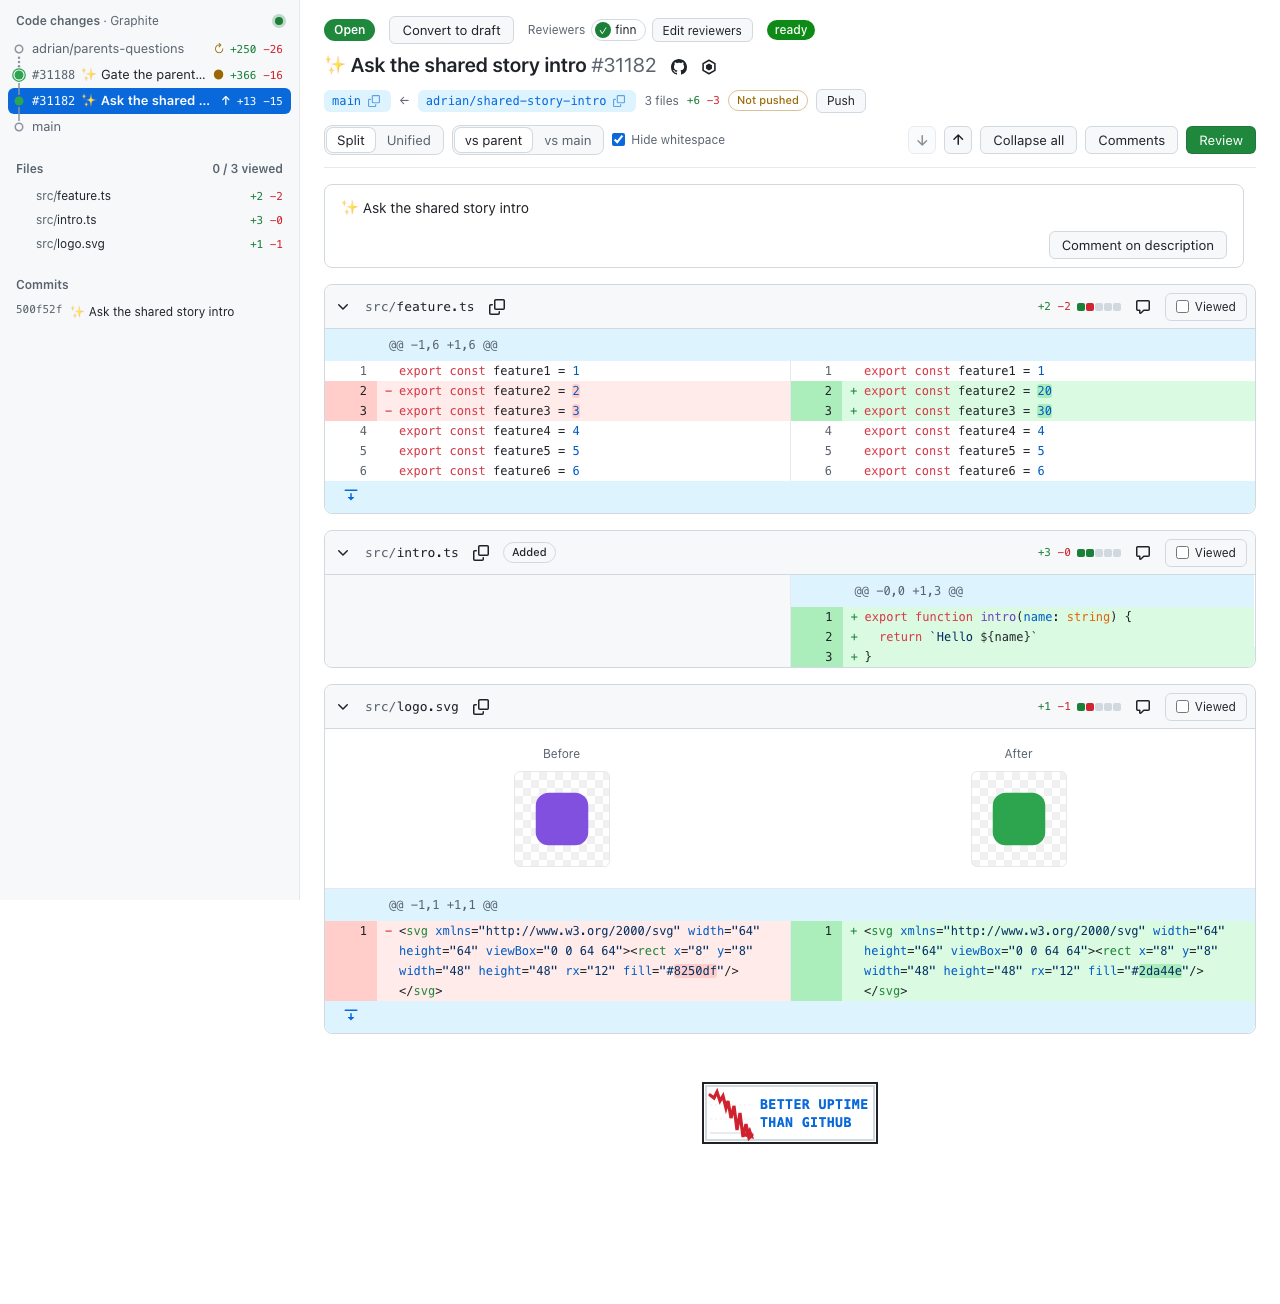 Code changes · Graphite
adrian/parents-questions +250 −26
#31188 ✨ Gate the parent... +366 −16
#31182 ✨ Ask the shared ... ↑ +13 −15
main
Files 0 / 3 viewed
src/feature.ts +2 −2
src/intro.ts +3 −0
src/logo.svg +1 −1
Commits
500f52f ✨ Ask the shared story intro
Open Convert to draft Reviewers finn Edit reviewers ready
✨ Ask the shared story intro #31182
main ← adrian/shared-story-intro 3 files +6 −3 Not pushed Push
Split Unified vs parent vs main Hide whitespace ↓ ↑ Collapse all Comments Review
✨ Ask the shared story intro
Comment on description
src/feature.ts +2 −2 Viewed
@@ −1,6 +1,6 @@
1 export const feature1 = 1 1 export const feature1 = 1
2 − export const feature2 = 2 2 + export const feature2 = 20
3 − export const feature3 = 3 3 + export const feature3 = 30
4 export const feature4 = 4 4 export const feature4 = 4
5 export const feature5 = 5 5 export const feature5 = 5
6 export const feature6 = 6 6 export const feature6 = 6
src/intro.ts Added +3 −0 Viewed
@@ −0,0 +1,3 @@
1 + export function intro(name: string) {
2 + return `Hello ${name}`
3 + }
src/logo.svg +1 −1 Viewed
Before After
@@ −1,1 +1,1 @@
1 − <svg xmlns="http://www.w3.org/2000/svg" width="64"
height="64" viewBox="0 0 64 64"><rect x="8" y="8"
width="48" height="48" rx="12" fill="#8250df"/>
</svg>
1 + <svg xmlns="http://www.w3.org/2000/svg" width="64"
height="64" viewBox="0 0 64 64"><rect x="8" y="8"
width="48" height="48" rx="12" fill="#2da44e"/>
</svg>
BETTER UPTIME
THAN GITHUB